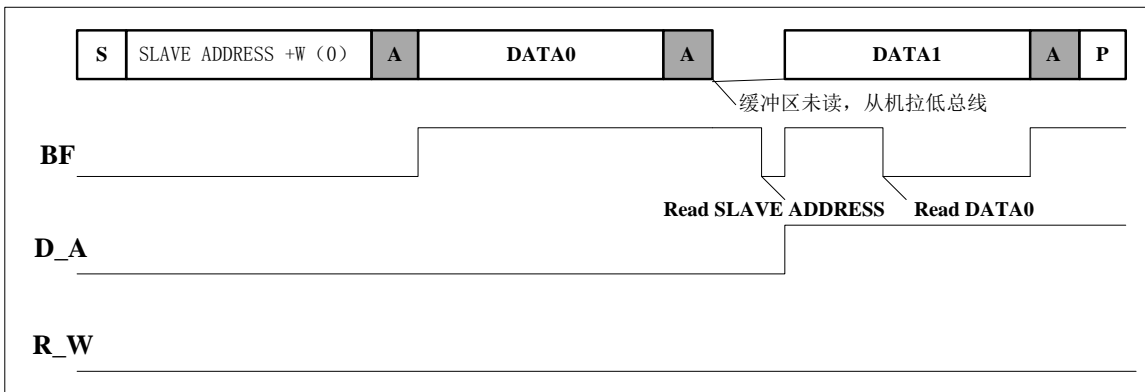 S SLAVE ADDRESS +W（0） A DATA0 A DATA1 A P
缓冲区未读，从机拉低总线
BF
Read SLAVE ADDRESS Read DATA0
D_A
R_W